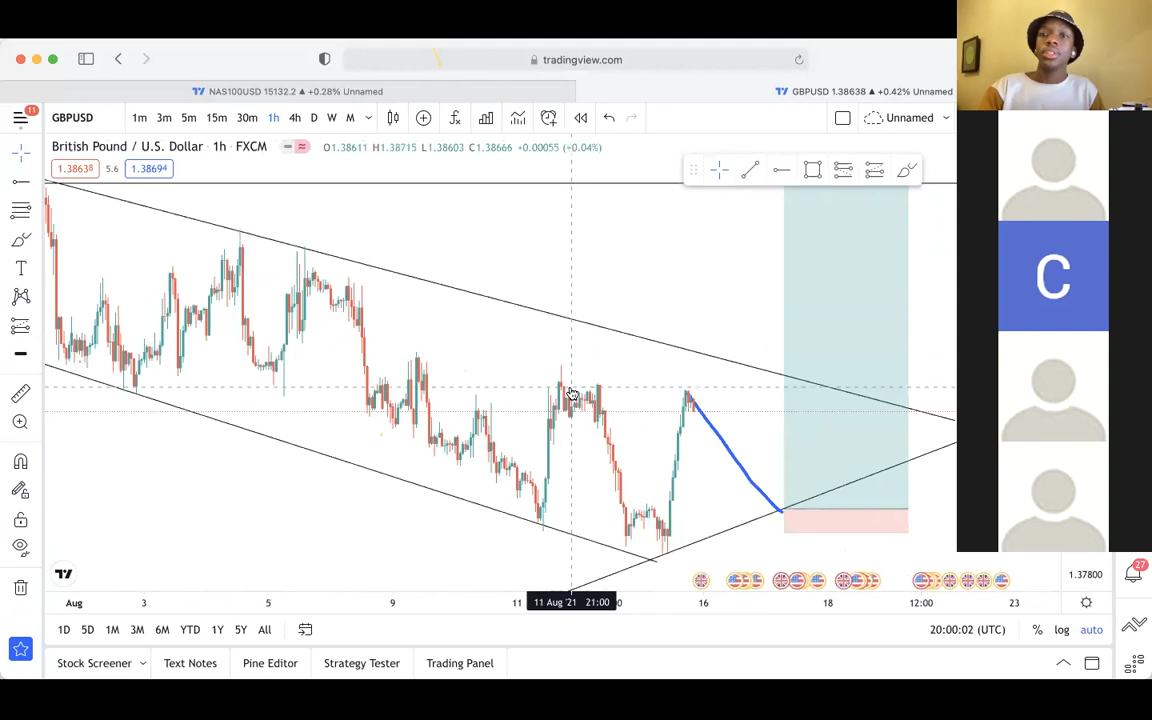 tradingview.com
NAS100USD 15132.2 ▲ +0.28% Unnamed
GBPUSD 1.38638 ▲ +0.42% Unnamed
11
GBPUSD 1m 3m 5m 15m 30m 1h 4h D W M Unnamed
British Pound / U.S. Dollar · 1h · FXCM O1.38611 H1.38715 L1.38603 C1.38666 +0.00055 (+0.04%)
1.38638 5.6 1.38694
C
1.37800
27
Aug 3 5 9 11 11 Aug '21 21:00 16 18 12:00 23
1D 5D 1M 3M 6M YTD 1Y 5Y All 20:00:02 (UTC) % log auto
Stock Screener Text Notes Pine Editor Strategy Tester Trading Panel